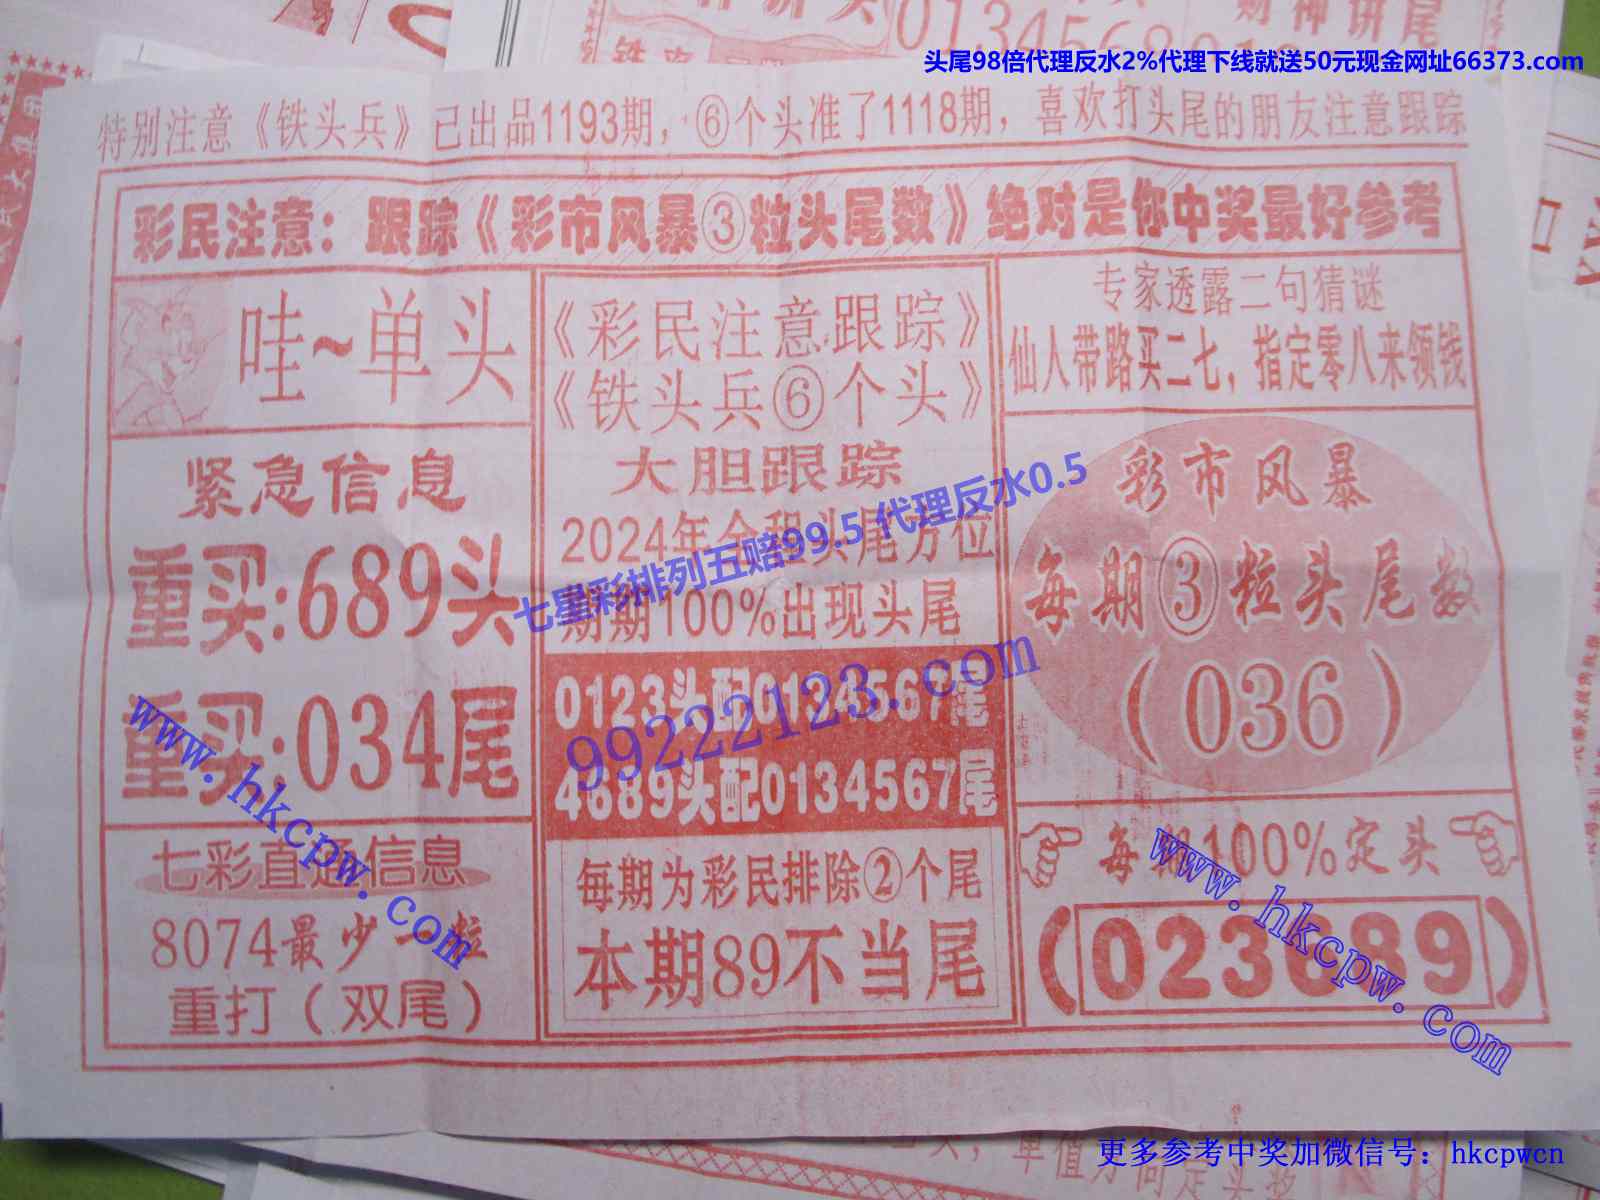 头尾98倍代理反水2%代理下线就送50元现金网址66373.com
特别注意《铁头兵》已出品1193期，⑥个头准了1118期，喜欢打头尾的朋友注意跟踪
彩民注意：跟踪《彩市风暴③粒头尾数》绝对是你中奖最好参考
哇~单头
紧急信息
重买:689头
重买:034尾
七彩直通信息
8074最少二粒
重打（双尾）
《彩民注意跟踪》
《铁头兵⑥个头》
大胆跟踪
2024年全程头尾方位
期期100%出现头尾
0123头配0134567尾
4689头配0134567尾
每期为彩民排除②个尾
本期89不当尾
专家透露二句猜谜
仙人带路买二七，指定零八来领钱
彩市风暴
每期③粒头尾数
（036）
每期100%定头
（023689）
七星彩排列五赔99.5 代理反水0.5
99222123.com
www.hkcpw.com
www.hkcpw.com
更多参考中奖加微信号：hkcpwcn